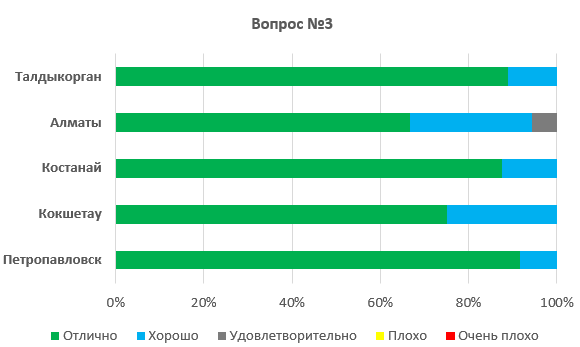 Вопрос №3
Талдыкорган
Алматы
Костанай
Кокшетау
Петропавловск
0% 20% 40% 60% 80% 100%
Отлично Хорошо Удовлетворительно Плохо Очень плохо